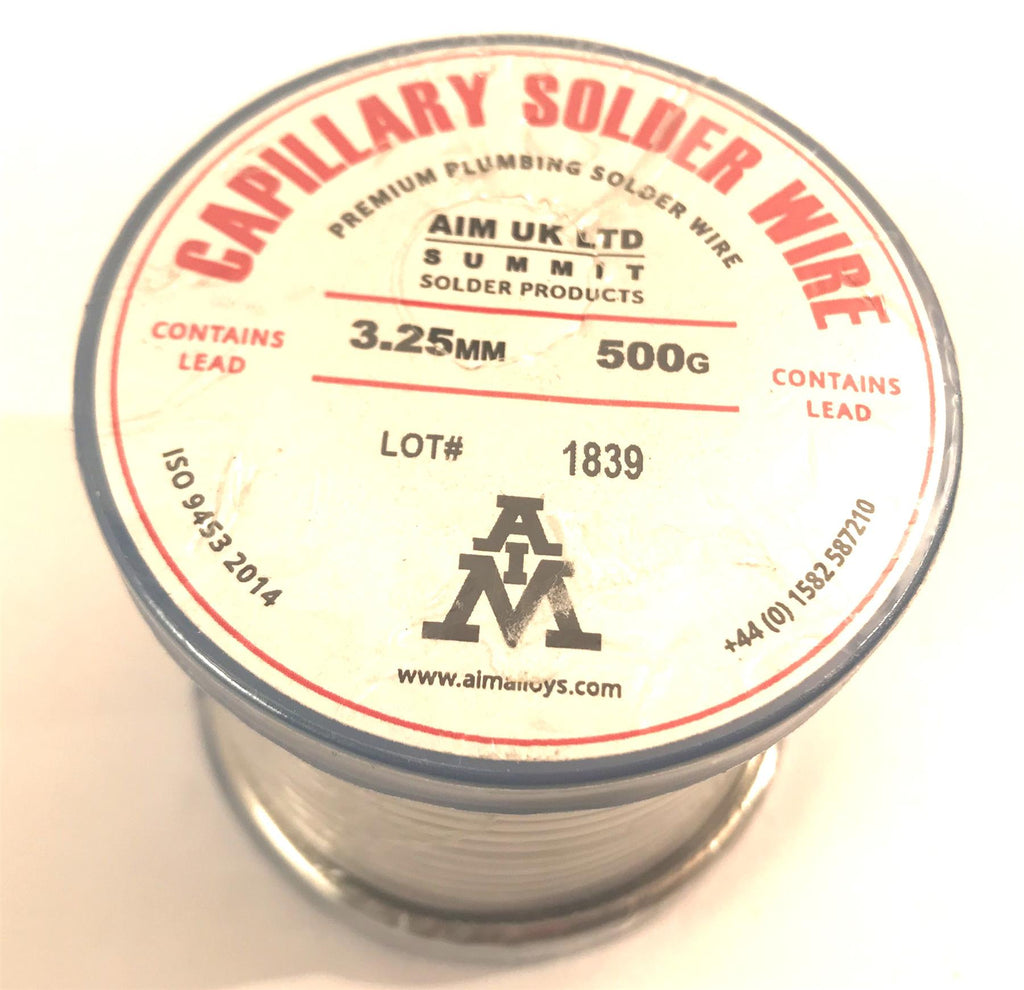 CAPILLARY SOLDER WIRE
PREMIUM PLUMBING SOLDER WIRE
AIM UK LTD
SUMMIT
SOLDER PRODUCTS
3.25MM 500G
CONTAINS
LEAD
CONTAINS
LEAD
LOT# 1839
ISO 9453 2014
+44 (0) 1582 587210
A
I
M
www.aimalloys.com